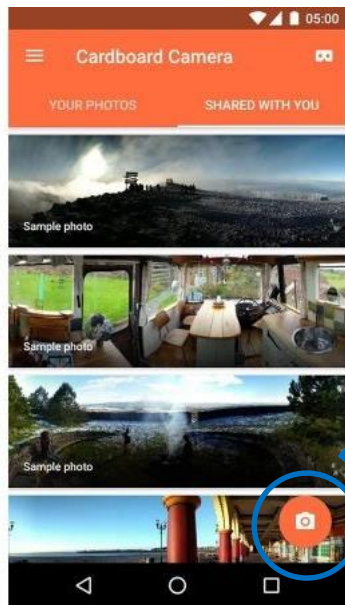 05:00
Cardboard Camera
YOUR PHOTOS
SHARED WITH YOU
Sample photo
Sample photo
Sample photo